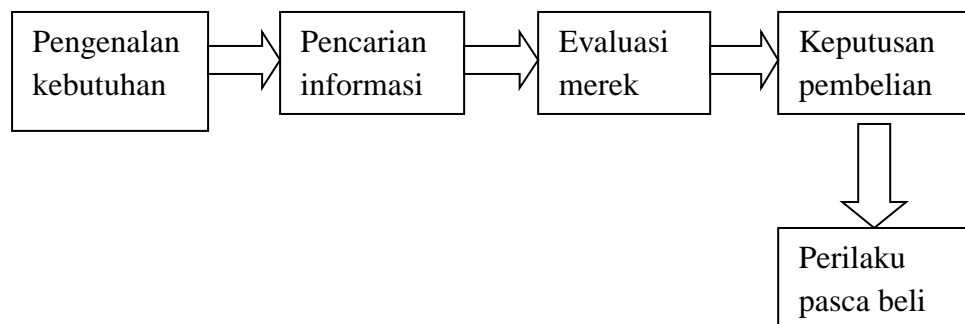 Pengenalan
kebutuhan
Pencarian
informasi
Evaluasi
merek
Keputusan
pembelian
Perilaku
pasca beli